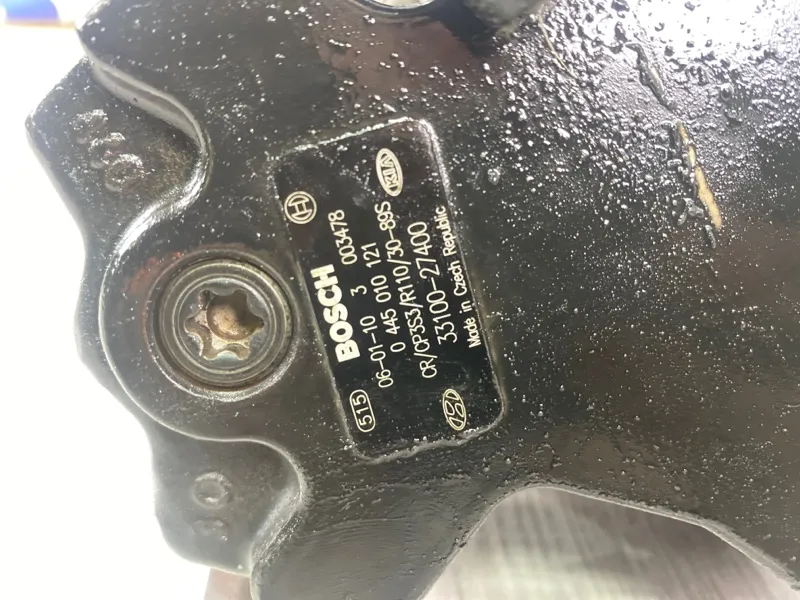 BOSCH
515 06-01-10 3 003478
0 445 010 121
CR/CP3S3/R110/30-89S
KIA
33100-27400
Made in Czech Republic